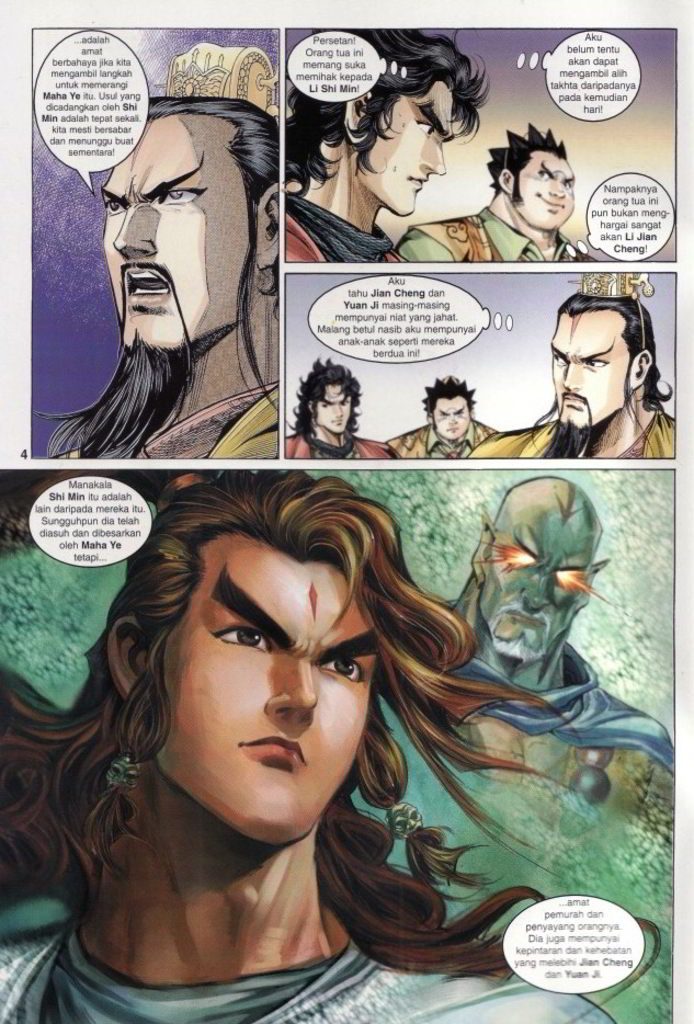 ...adalah
amat
berbahaya jika kita
mengambil langkah
untuk memerangi
Maha Ye itu. Usul yang
dicadangkan oleh Shi
Min adalah tepat sekali.
kita mesti bersabar
dan menunggu buat
sementara!
Persetan!
Orang tua ini
memang suka
memihak kepada
Li Shi Min!
Aku
belum tentu
akan dapat
mengambil alih
takhta daripadanya
pada kemudian
hari!
Nampaknya
orang tua ini
pun bukan meng-
hargai sangat
akan Li Jian
Cheng!
Aku
tahu Jian Cheng dan
Yuan Ji masing-masing
mempunyai niat yang jahat.
Malang betul nasib aku mempunyai
anak-anak seperti mereka
berdua ini!
4
Manakala
Shi Min itu adalah
lain daripada mereka itu.
Sungguhpun dia telah
diasuh dan dibesarkan
oleh Maha Ye
tetapi...
...amat
pemurah dan
penyayang orangnya.
Dia juga mempunyai
kepintaran dan kehebatan
yang melebihi Jian Cheng
dan Yuan Ji.